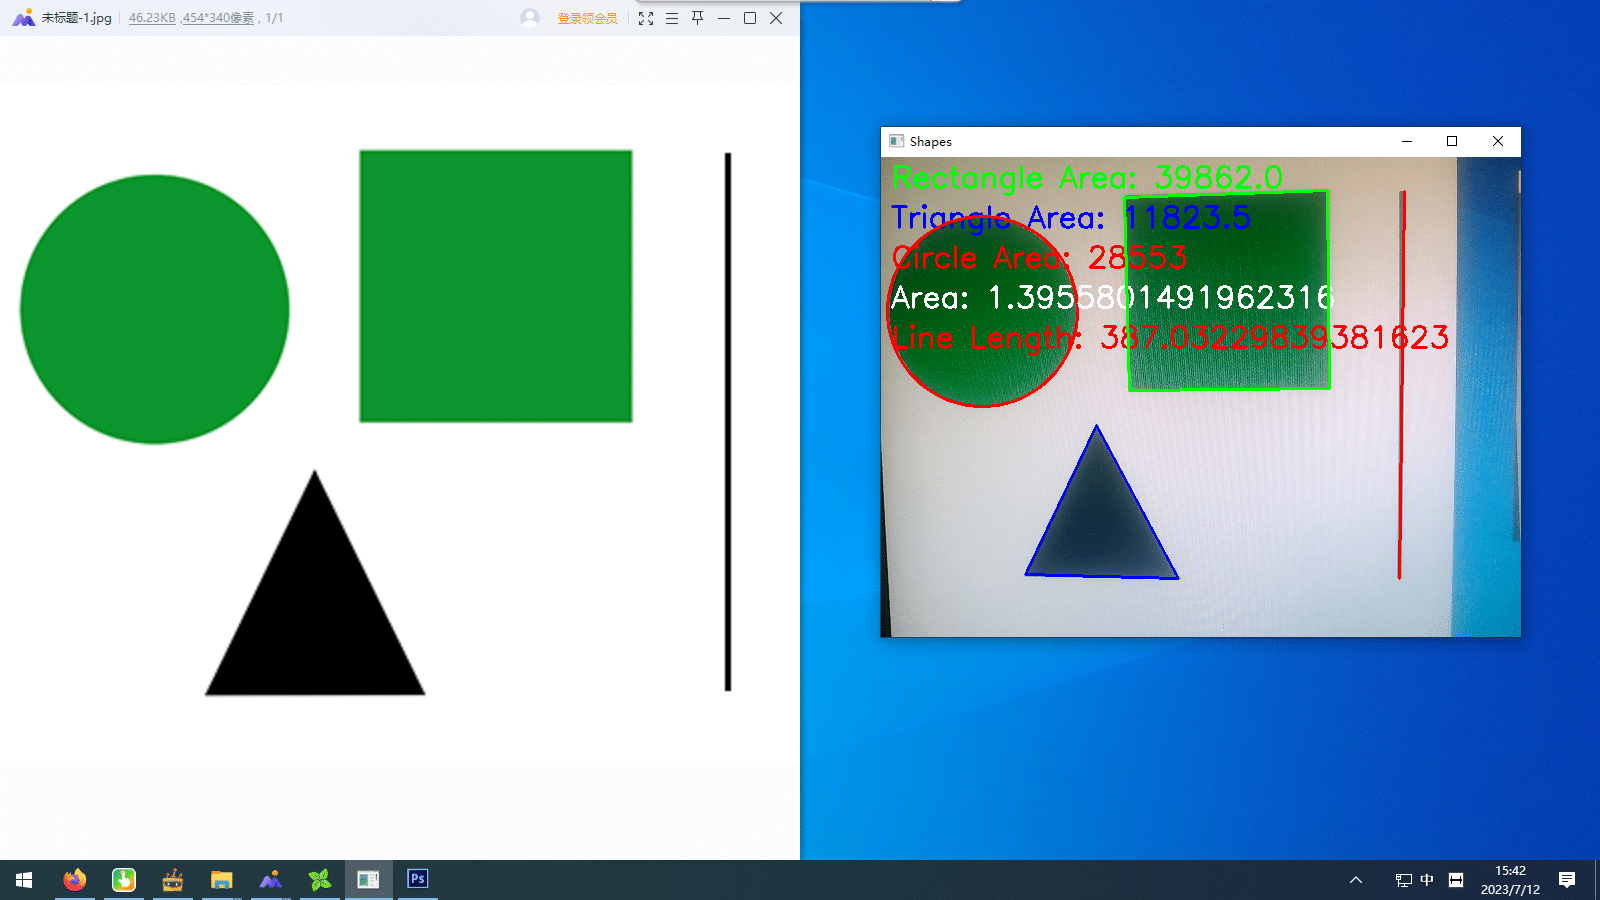 未标题-1.jpg 46.23KB ,454*340像素 , 1/1 登录领会员
Shapes
Rectangle Area: 39862.0
Triangle Area: 11823.5
Circle Area: 28553
Area: 1.3955801491962316
Line Length: 387.03229839381623
Ps
中
15:42
2023/7/12